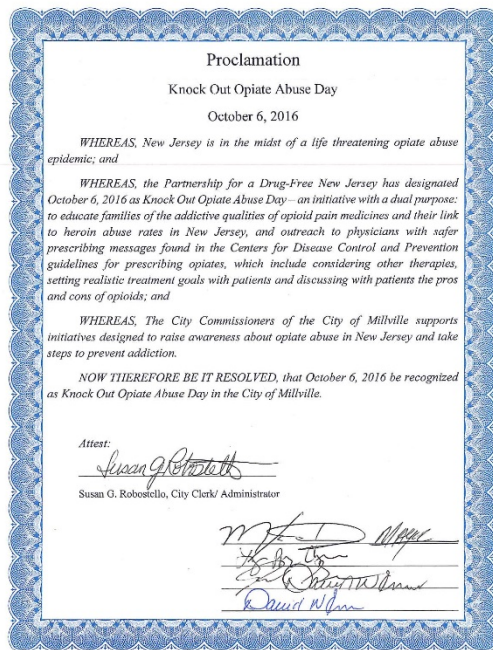 Proclamation
Knock Out Opiate Abuse Day
October 6, 2016
WHEREAS, New Jersey is in the midst of a life threatening opiate abuse
epidemic; and
WHEREAS, the Partnership for a Drug-Free New Jersey has designated
October 6, 2016 as Knock Out Opiate Abuse Day – an initiative with a dual purpose:
to educate families of the addictive qualities of opioid pain medicines and their link
to heroin abuse rates in New Jersey, and outreach to physicians with safer
prescribing messages found in the Centers for Disease Control and Prevention
guidelines for prescribing opiates, which include considering other therapies,
setting realistic treatment goals with patients and discussing with patients the pros
and cons of opioids; and
WHEREAS, The City Commissioners of the City of Millville supports
initiatives designed to raise awareness about opiate abuse in New Jersey and take
steps to prevent addiction.
NOW THEREFORE BE IT RESOLVED, that October 6, 2016 be recognized
as Knock Out Opiate Abuse Day in the City of Millville.
Attest:
Susan G Robostello
Susan G. Robostello, City Clerk/ Administrator
Mayor
David W